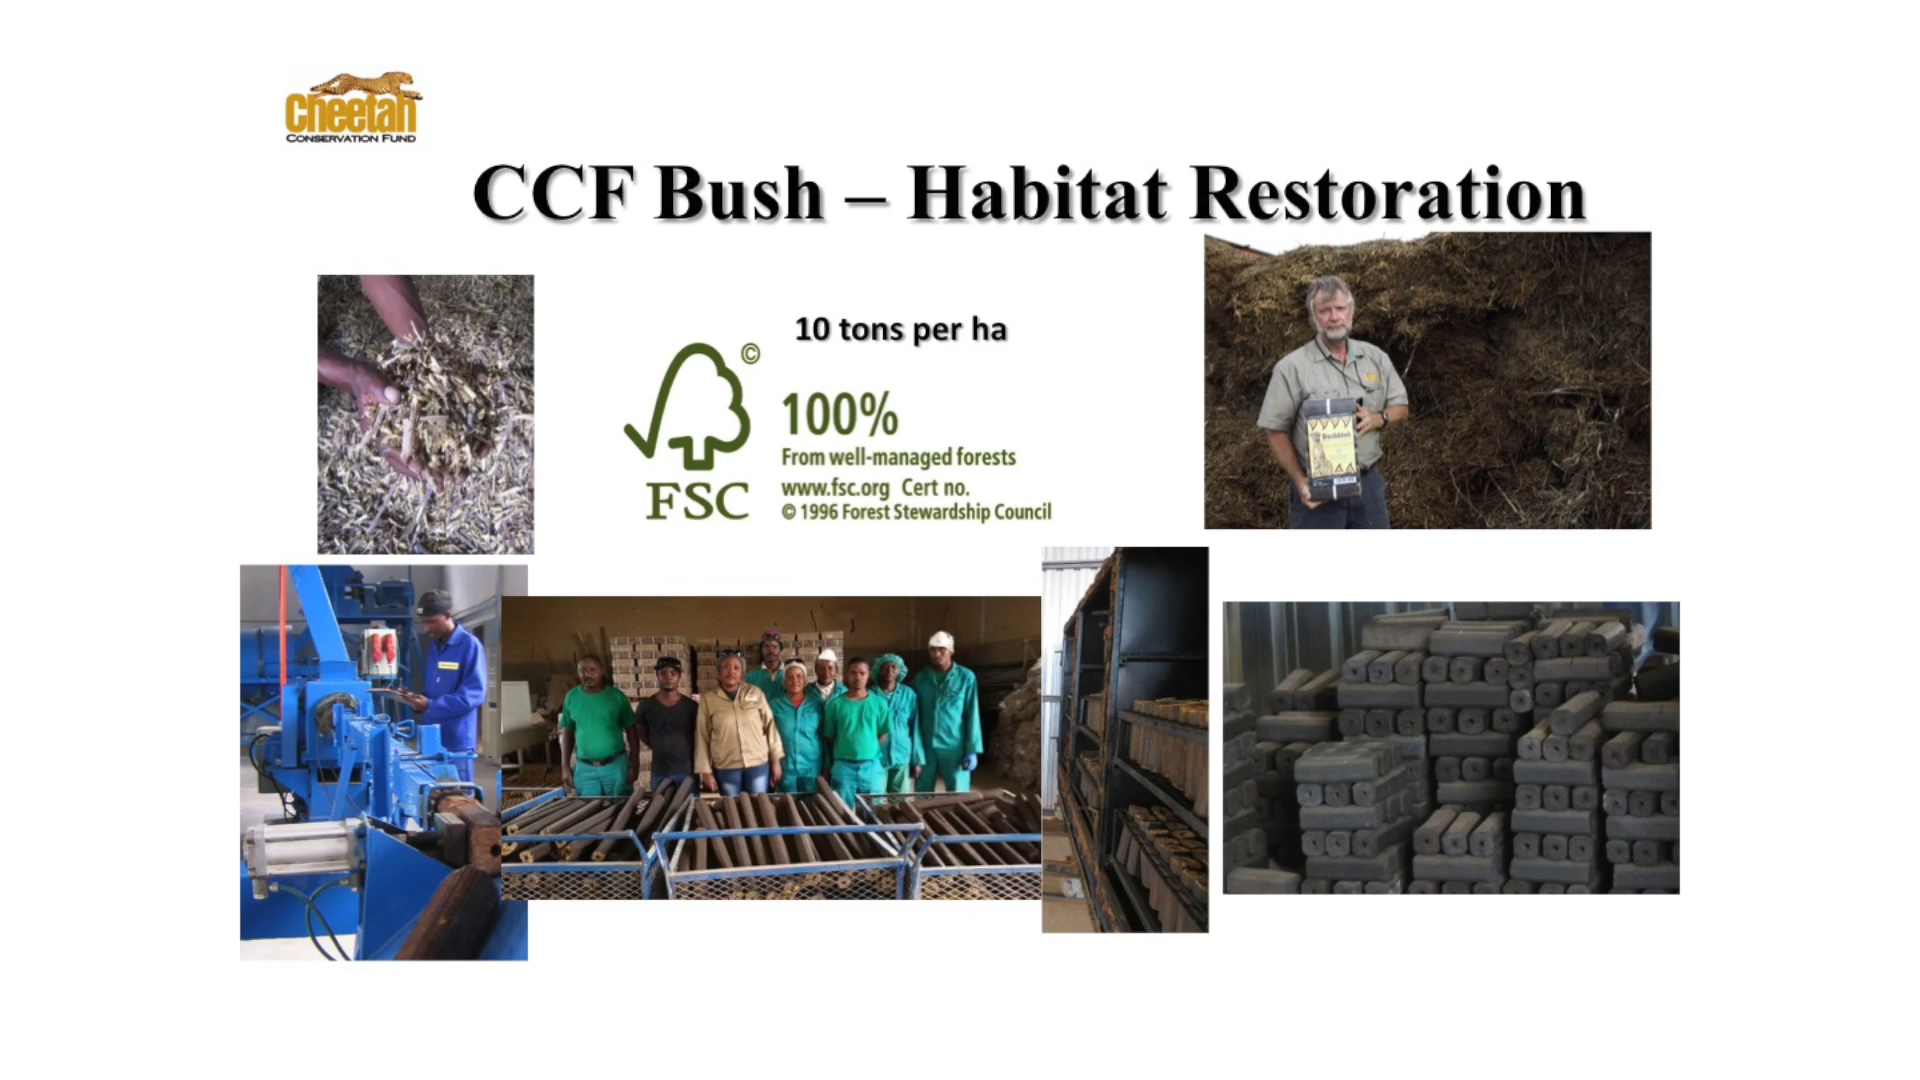 Cheetah
CONSERVATION FUND
CCF Bush – Habitat Restoration
10 tons per ha
©
100%
From well-managed forests
FSC
www.fsc.org Cert no.
© 1996 Forest Stewardship Council
Bushblok